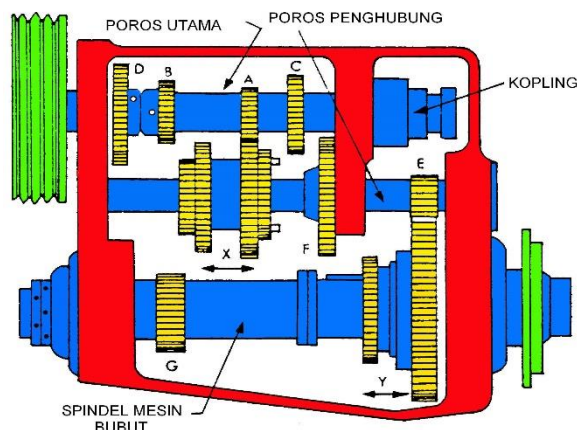 POROS UTAMA
POROS PENGHUBUNG
KOPLING
D
B
A
C
E
X
F
G
Y
SPINDEL MESIN
BUBUT